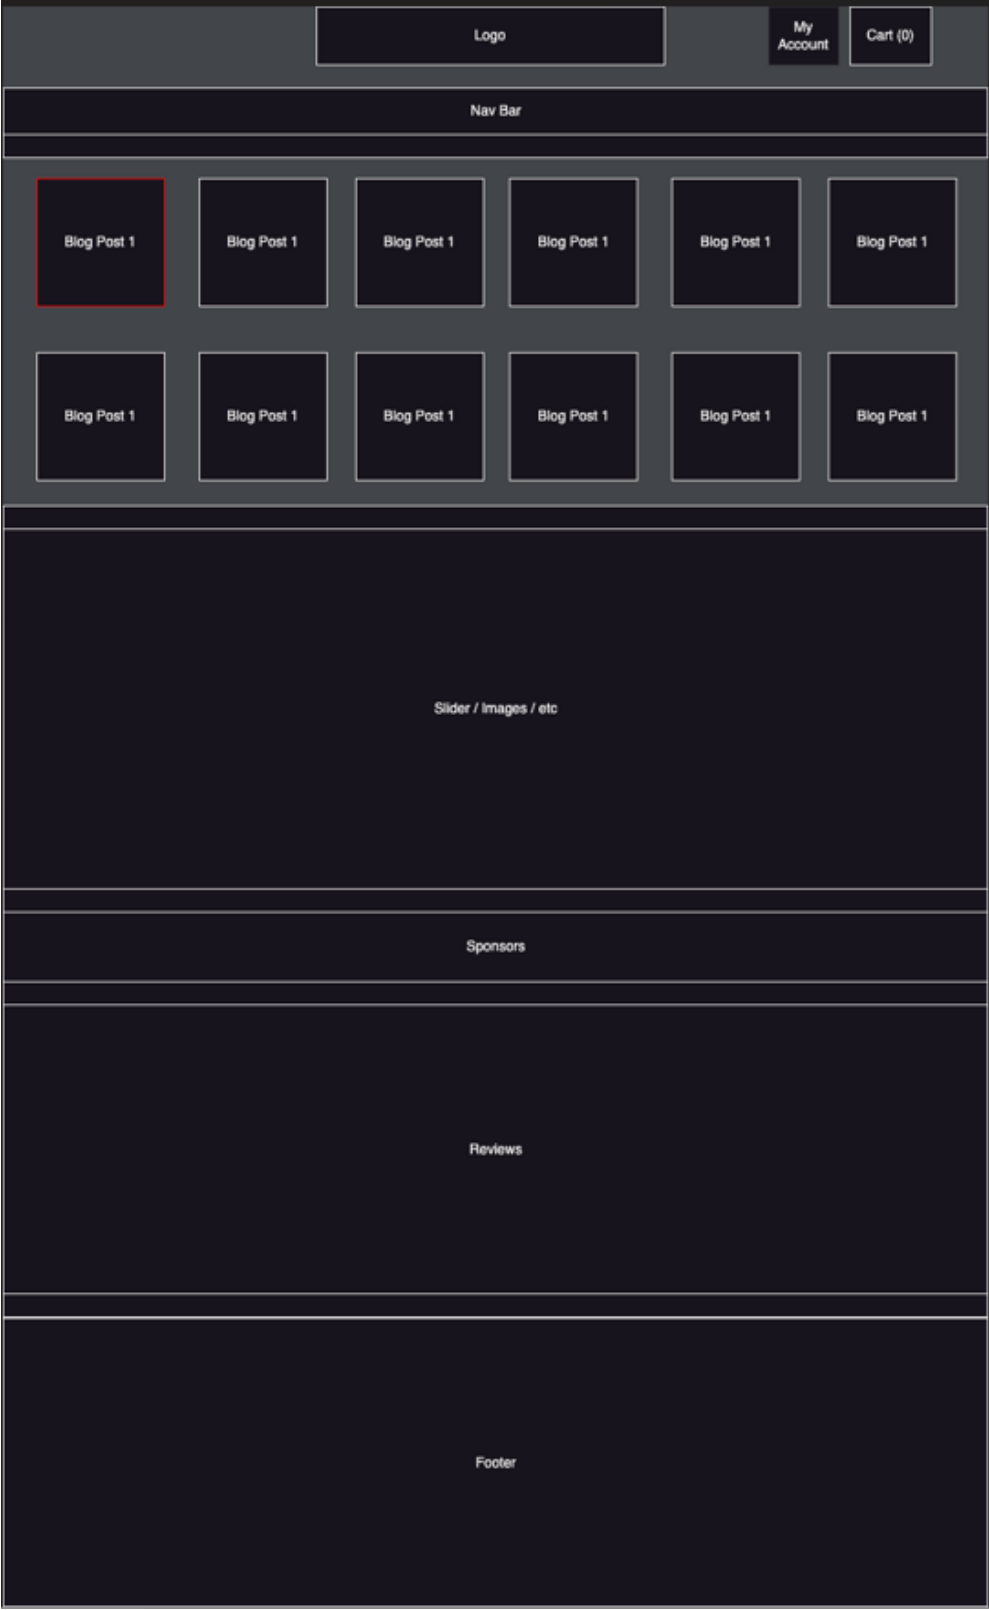 Logo
My
Account
Cart (0)
Nav Bar
Blog Post 1
Blog Post 1
Blog Post 1
Blog Post 1
Blog Post 1
Blog Post 1
Blog Post 1
Blog Post 1
Blog Post 1
Blog Post 1
Blog Post 1
Blog Post 1
Slider / Images / etc
Sponsors
Reviews
Footer